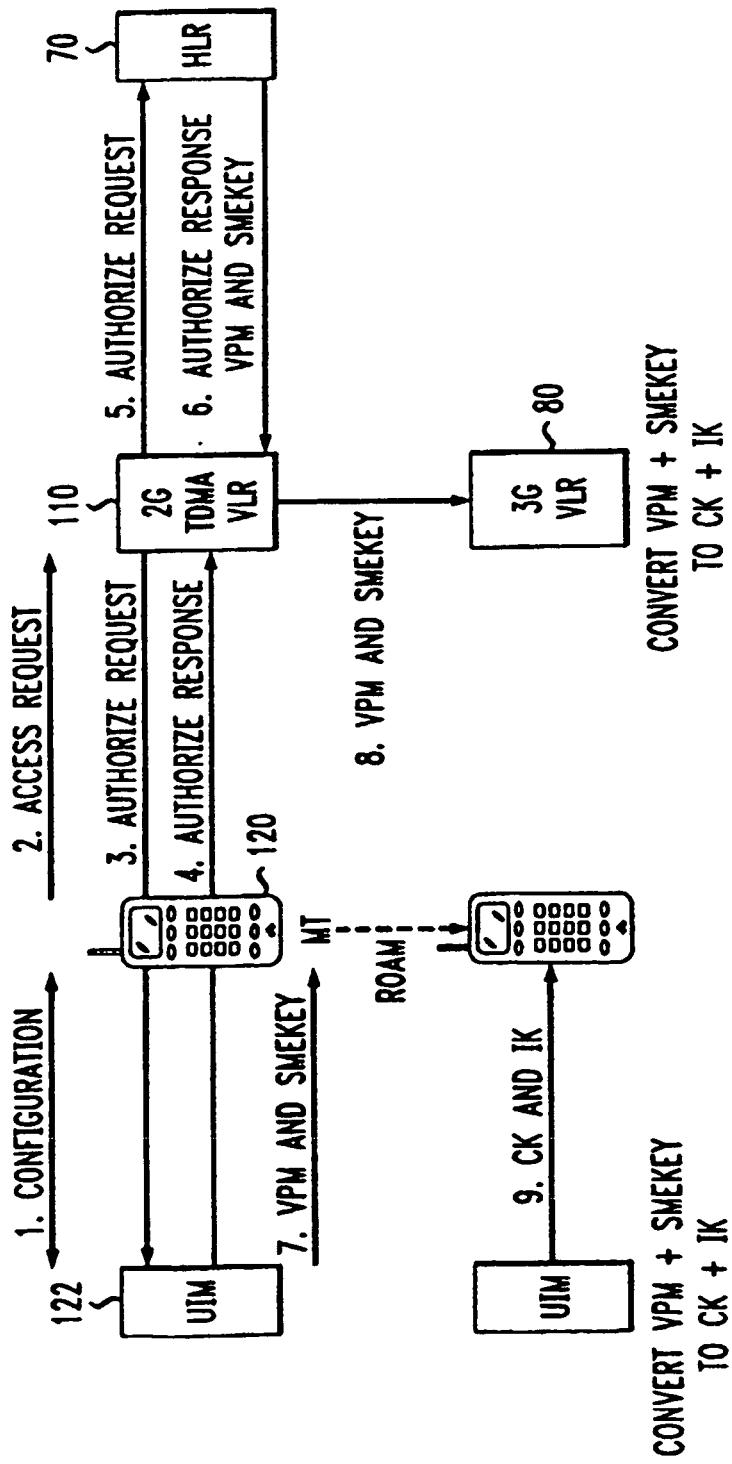 1. CONFIGURATION
2. ACCESS REQUEST
122
UIM
3. AUTHORIZE REQUEST
4. AUTHORIZE RESPONSE
110
2G
TDMA
VLR
5. AUTHORIZE REQUEST
6. AUTHORIZE RESPONSE
VPM AND SMEKEY
70
HLR
120
7. VPM AND SMEKEY
MT
ROAM
8. VPM AND SMEKEY
UIM
9. CK AND IK
80
3G
VLR
CONVERT VPM + SMEKEY
TO CK + IK
CONVERT VPM + SMEKEY
TO CK + IK